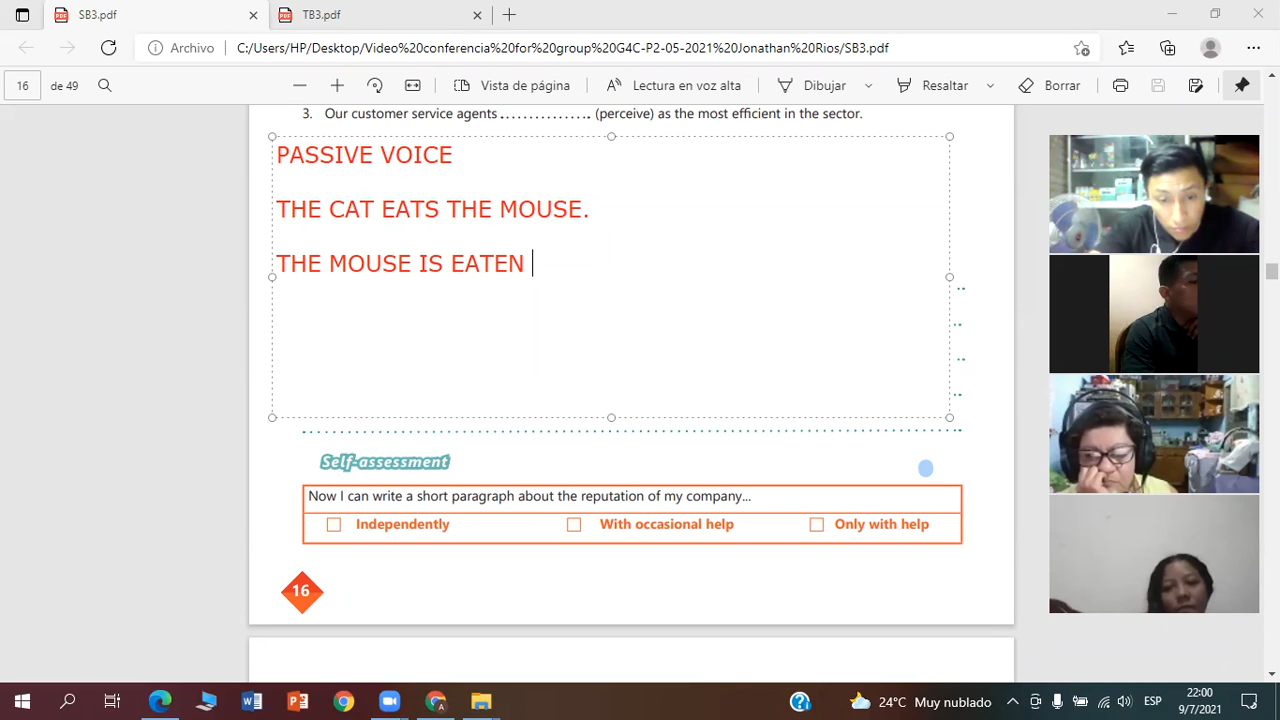 SB3.pdf
TB3.pdf
Archivo
C:/Users/HP/Desktop/Video%20conferencia%20for%20group%20G4C-P2-05-2021%20Jonathan%20Rios/SB3.pdf
16 de 49
Vista de página
Lectura en voz alta
Dibujar
Resaltar
Borrar
3. Our customer service agents ............... (perceive) as the most efficient in the sector.
PASSIVE VOICE
THE CAT EATS THE MOUSE.
THE MOUSE IS EATEN
Self-assessment
Now I can write a short paragraph about the reputation of my company...
Independently
With occasional help
Only with help
16
24°C Muy nublado
ESP
22:00
9/7/2021